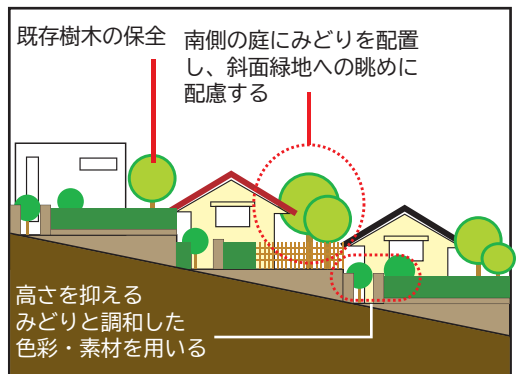 既存樹木の保全
南側の庭にみどりを配置
し、斜面緑地への眺めに
配慮する
高さを抑える
みどりと調和した
色彩・素材を用いる